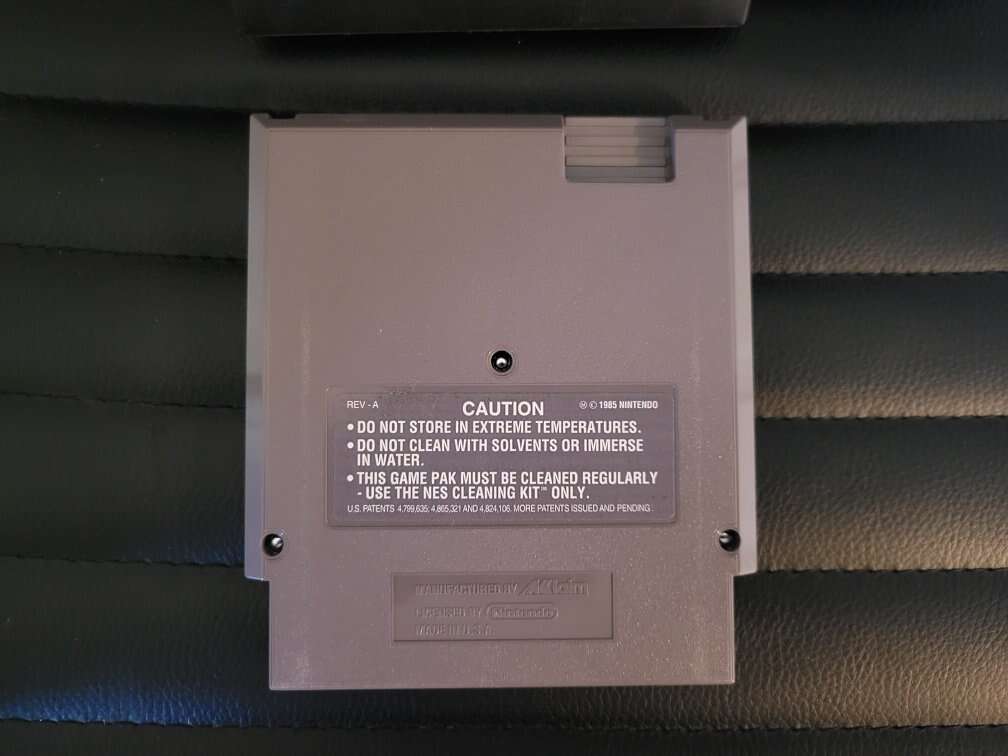 REV - A
CAUTION
Ⓜ © 1985 NINTENDO
• DO NOT STORE IN EXTREME TEMPERATURES.
• DO NOT CLEAN WITH SOLVENTS OR IMMERSE
IN WATER.
• THIS GAME PAK MUST BE CLEANED REGULARLY
- USE THE NES CLEANING KIT™ ONLY.
U.S. PATENTS 4,799,635; 4,865,321 AND 4,824,106. MORE PATENTS ISSUED AND PENDING
MANUFACTURED BY AKlaim
LICENSED BY Nintendo
MADE IN U.S.A.